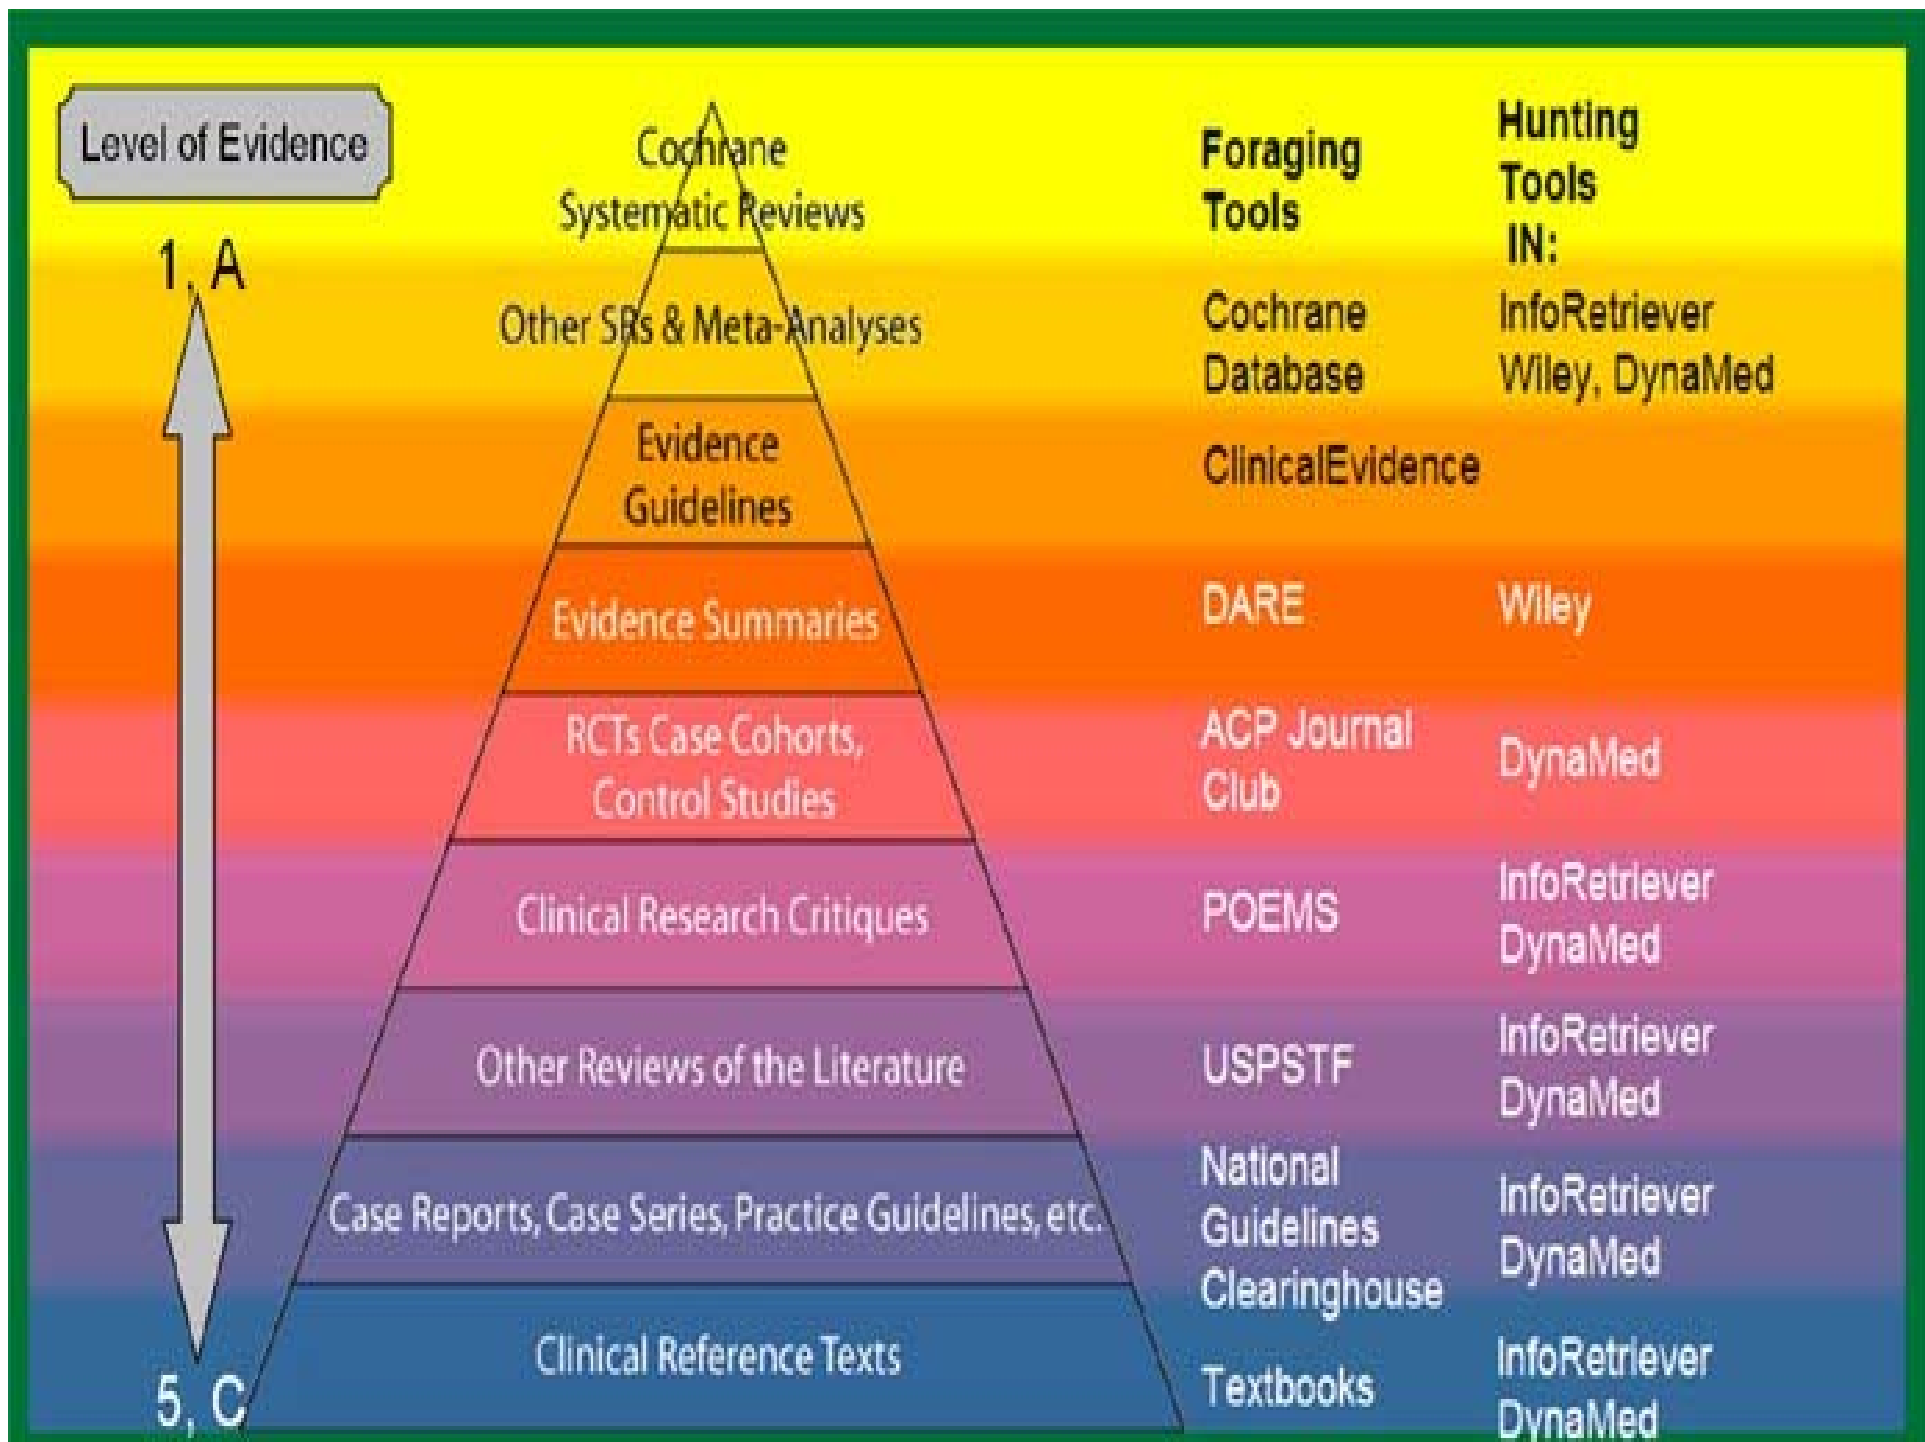 Level of Evidence
1, A
5, C
Cochrane
Systematic Reviews
Other SRs & Meta-Analyses
Evidence
Guidelines
Evidence Summaries
RCTs Case Cohorts,
Control Studies
Clinical Research Critiques
Other Reviews of the Literature
Case Reports, Case Series, Practice Guidelines, etc.
Clinical Reference Texts
Foraging
Tools
Cochrane
Database
ClinicalEvidence
DARE
ACP Journal
Club
POEMS
USPSTF
National
Guidelines
Clearinghouse
Textbooks
Hunting
Tools
IN:
InfoRetriever
Wiley, DynaMed
Wiley
DynaMed
InfoRetriever
DynaMed
InfoRetriever
DynaMed
InfoRetriever
DynaMed
InfoRetriever
DynaMed